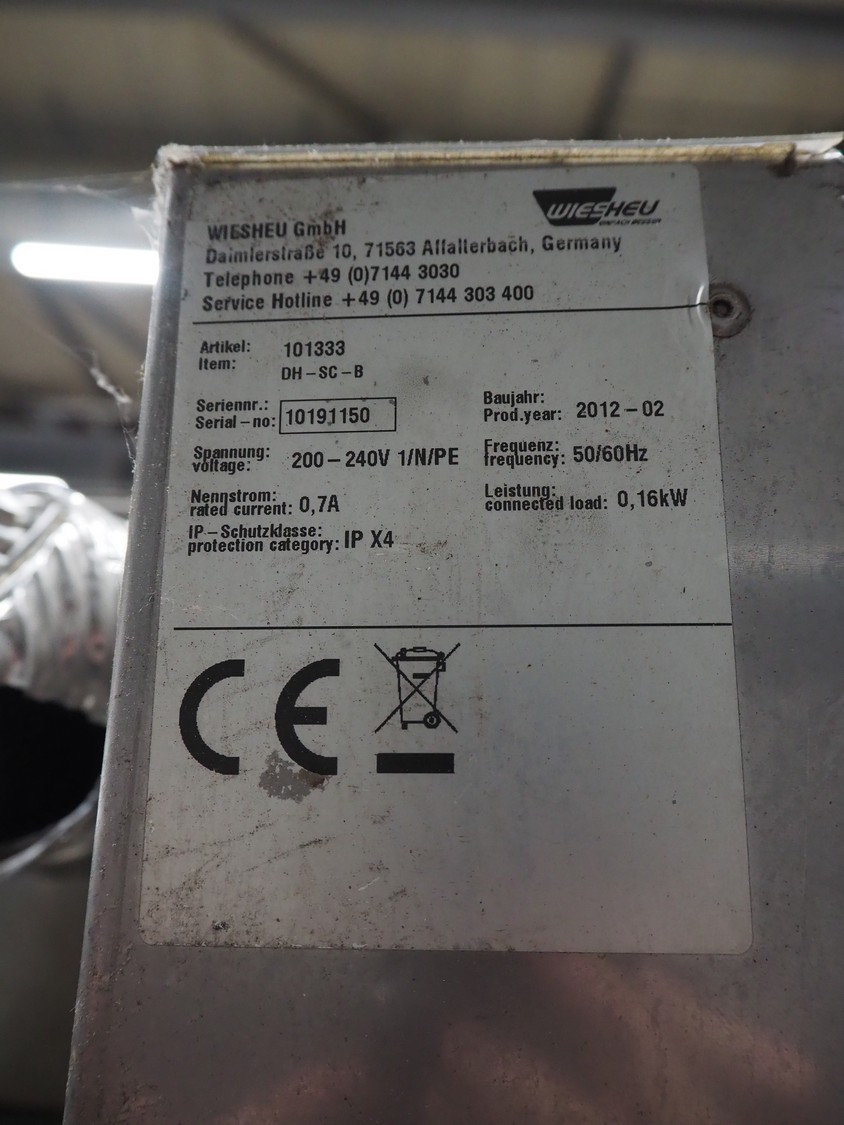 WIESHEU
EINFACH BESSER
WIESHEU GmbH
Daimlerstraße 10, 71563 Affalterbach, Germany
Telephone +49 (0)7144 3030
Service Hotline +49 (0) 7144 303 400
Artikel: 101333
Item: DH-SC-B
Seriennr.:
Serial-no: 10191150
Baujahr:
Prod.year: 2012-02
Spannung:
voltage: 200-240V 1/N/PE
Frequenz:
frequency: 50/60Hz
Nennstrom:
rated current: 0,7A
Leistung:
connected load: 0,16kW
IP-Schutzklasse:
protection category: IP X4
CE